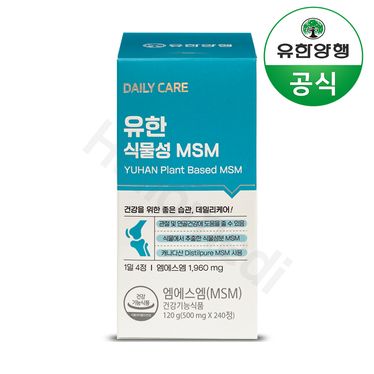 DAILY CARE
유한양행
공식
유한
식물성 MSM
YUHAN Plant Based MSM
건강을 위한 좋은 습관, 데일리케어!
관절 및 연골건강에 도움을 줄 수 있음
식물에서 추출한 식물성분 MSM
캐나다산 Distilpure MSM 사용
1일 4정 | 엠에스엠 1,960 mg
건강
기능식품
엠에스엠(MSM)
건강기능식품
120 g(500 mg X 240정)